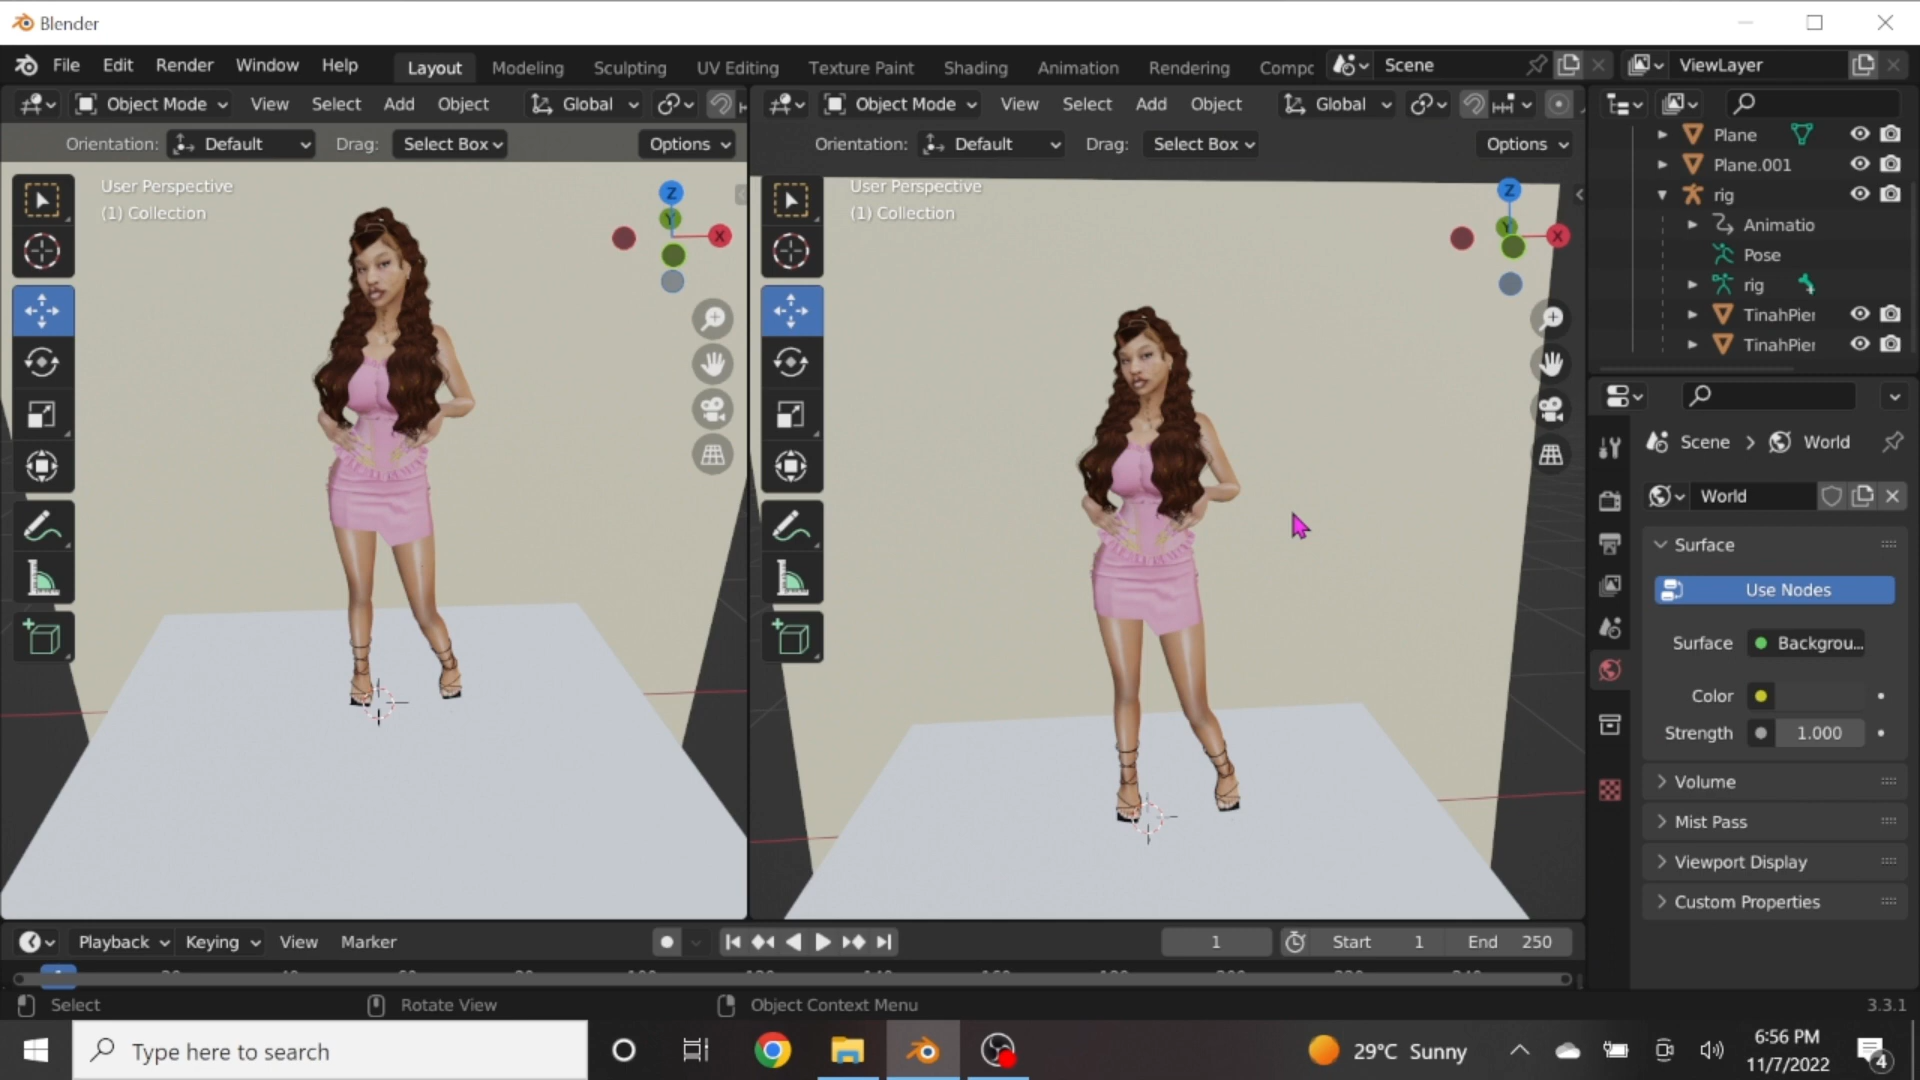 Blender
File Edit Render Window Help Layout Modeling Sculpting UV Editing Texture Paint Shading Animation Rendering Compc Scene ViewLayer
Object Mode View Select Add Object Global
Object Mode View Select Add Object Global
Orientation: Default Drag: Select Box Options
Orientation: Default Drag: Select Box Options
User Perspective
(1) Collection
Z
Y
X
User Perspective
(1) Collection
Z
Y
X
Plane
Plane.001
rig
Animatio
Pose
rig
TinahPier
TinahPier
Scene World
World
Surface
Use Nodes
Surface Backgrou...
Color
Strength 1.000
Volume
Mist Pass
Viewport Display
Custom Properties
Playback Keying View Marker 1 Start 1 End 250
Select Rotate View Object Context Menu 3.3.1
Type here to search
29°C Sunny
6:56 PM
11/7/2022
4